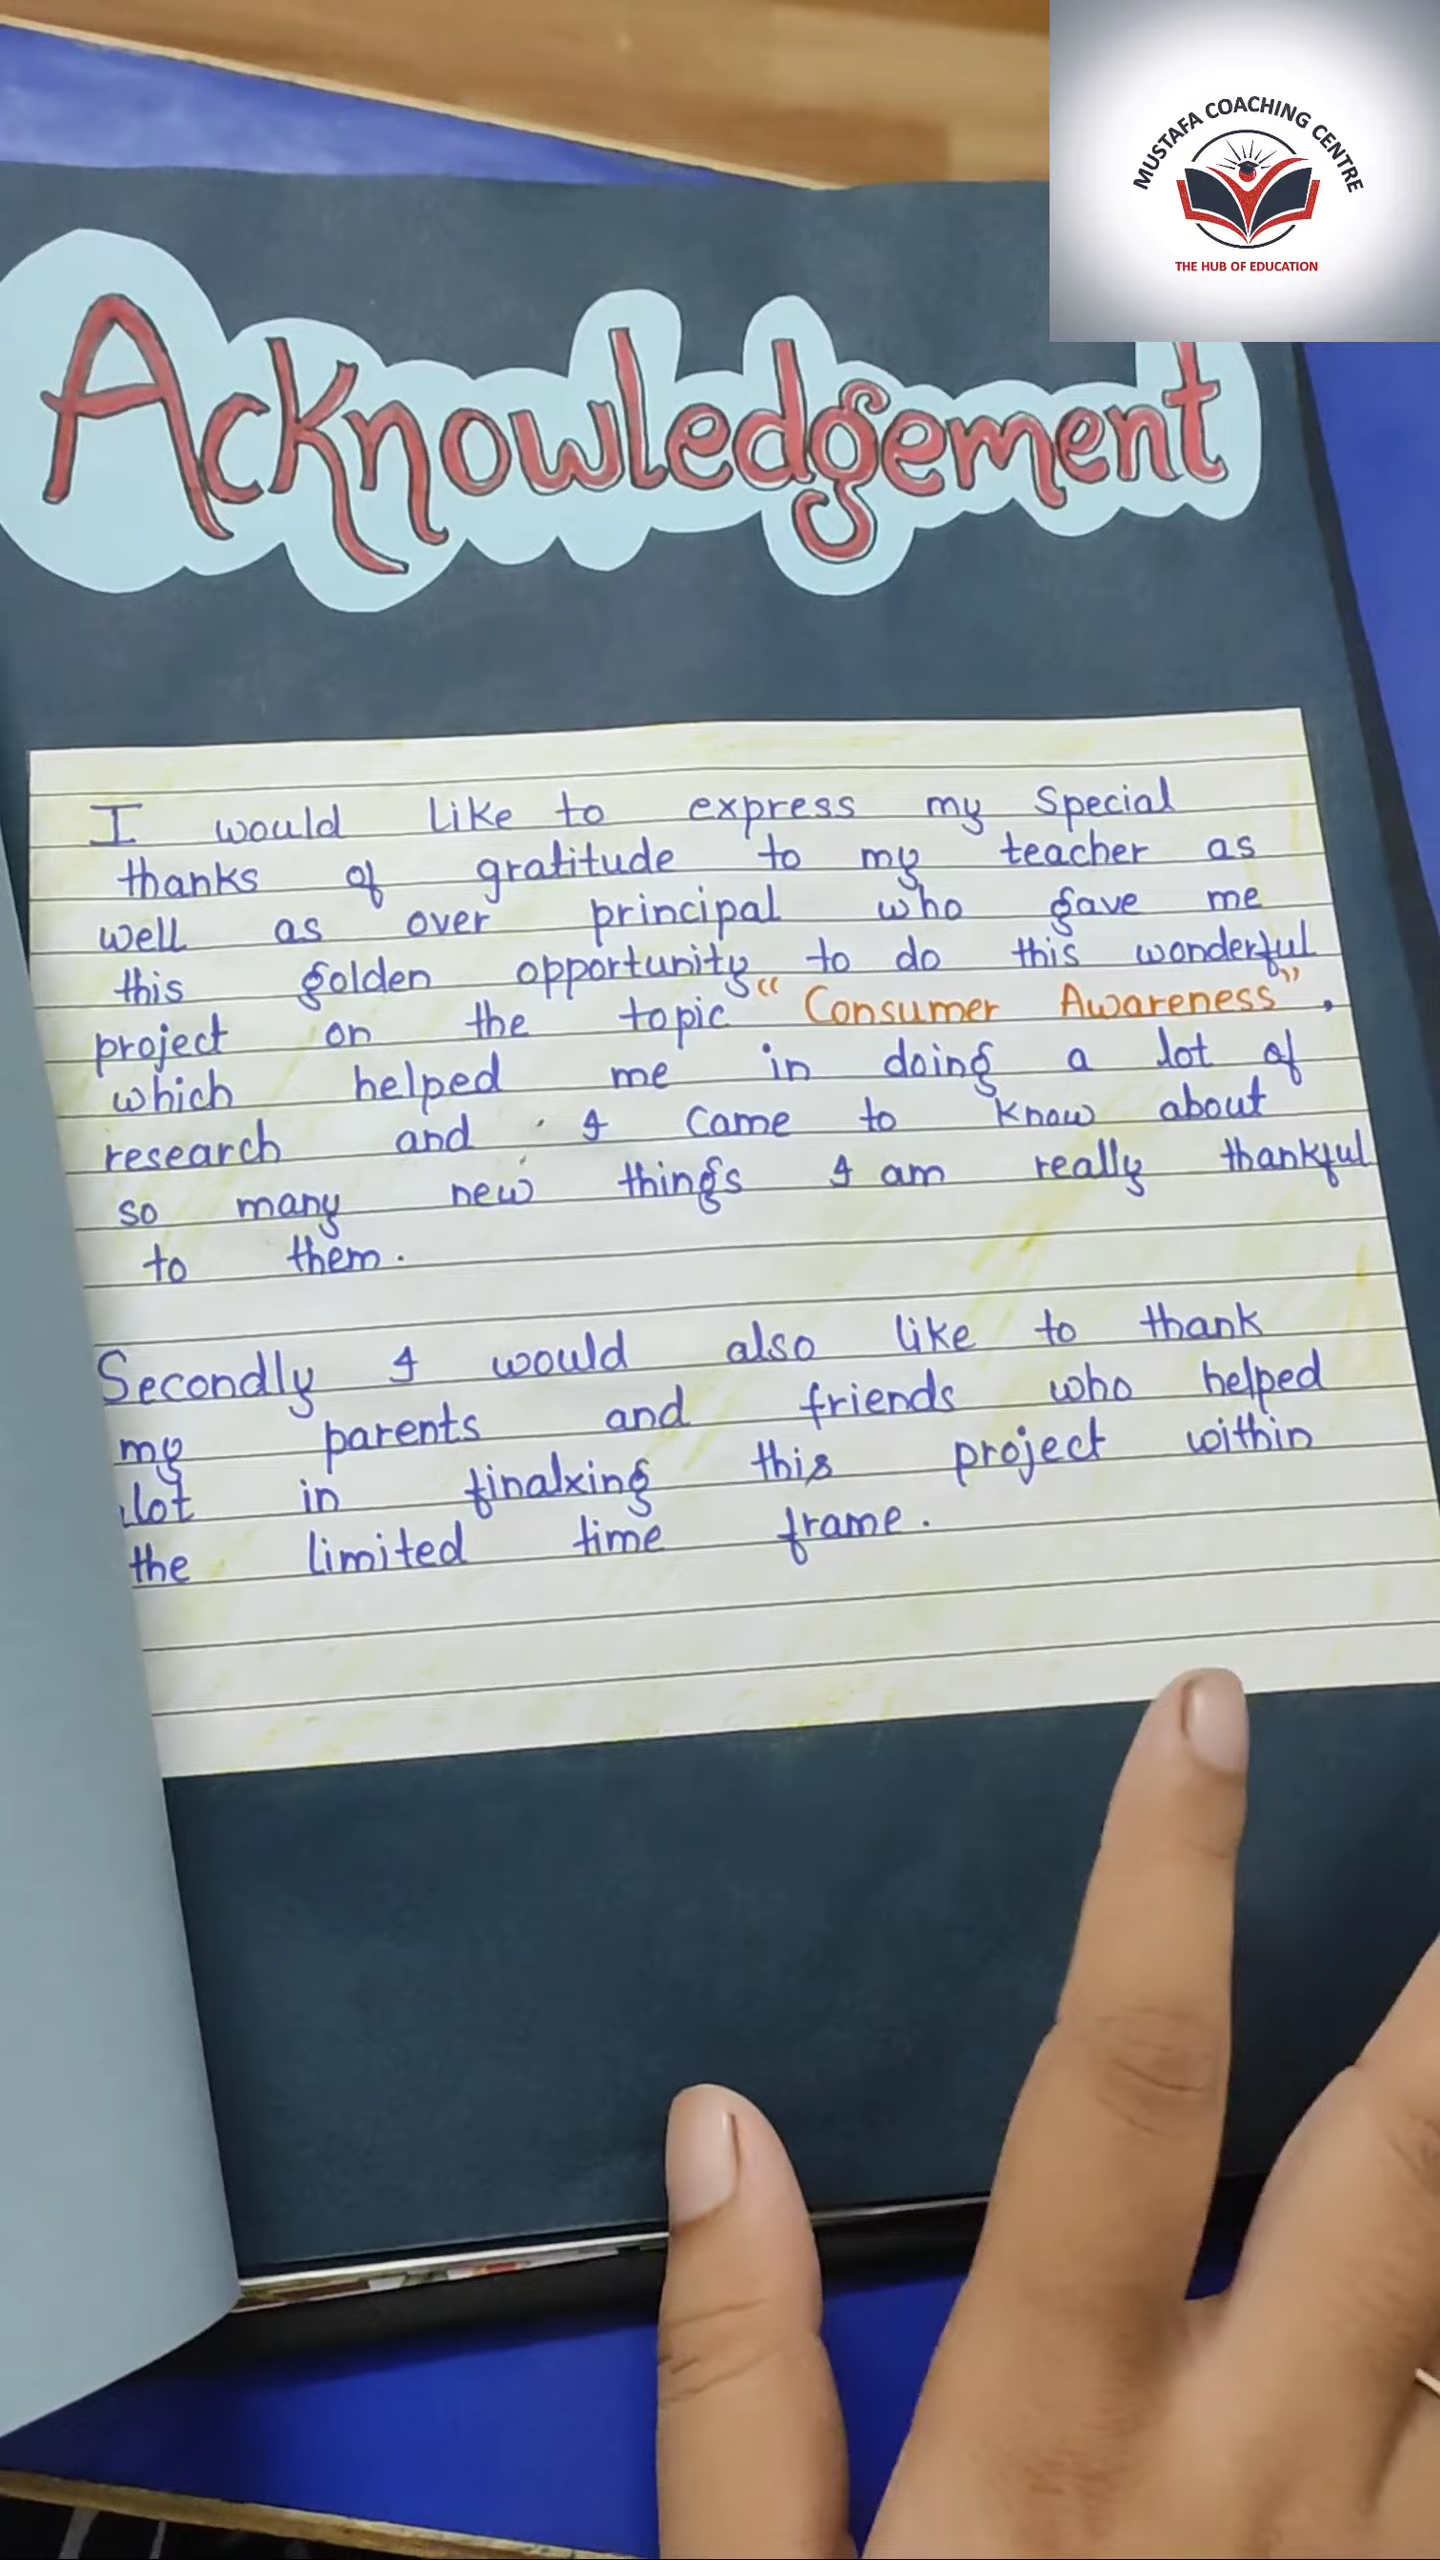 MUSTAFA COACHING CENTRE
THE HUB OF EDUCATION
Acknowledgement
I would like to express my special
thanks of gratitude to my teacher as
well as over principal who gave me
this golden opportunity to do this wonderful
project on the topic "Consumer Awareness",
which helped me in doing a lot of
research and I came to know about
so many new things I am really thankful
to them.
Secondly I would also like to thank
my parents and friends who helped
lot in finalxing this project within
the limited time frame.